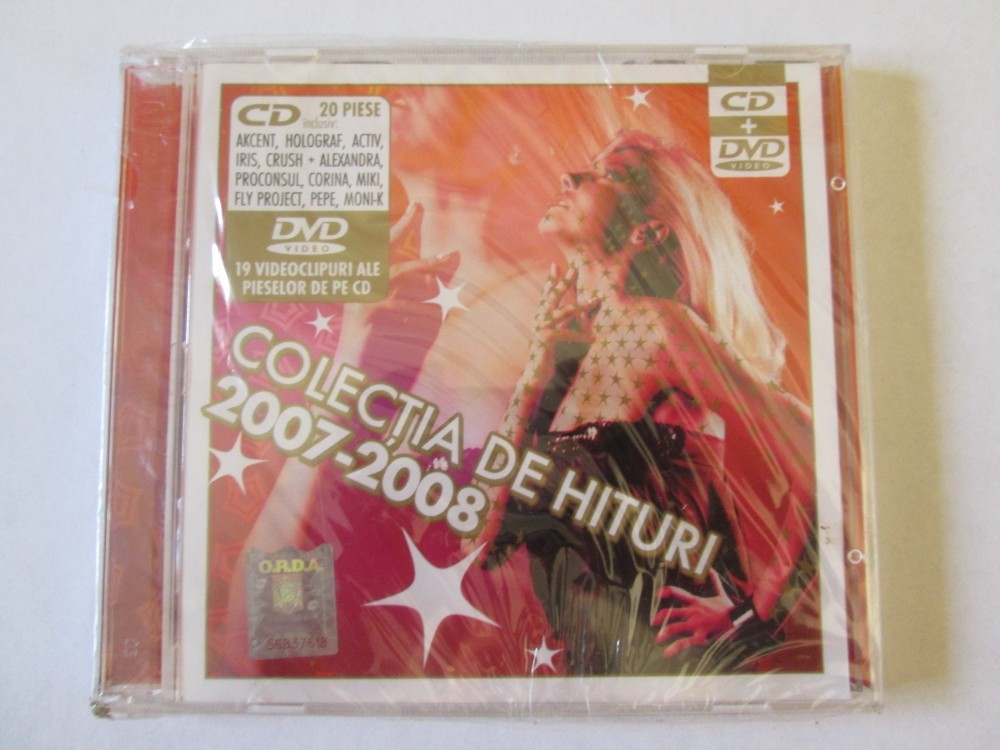 CD 20 PIESE
inclusiv:
AKCENT, HOLOGRAF, ACTIV,
IRIS, CRUSH + ALEXANDRA,
PROCONSUL, CORINA, MIKI,
FLY PROJECT, PEPE, MONI-K
DVD
VIDEO
19 VIDEOCLIPURI ALE
PIESELOR DE PE CD
CD
+
DVD
VIDEO
COLECȚIA DE HITURI
2007-2008
O.R.D.A.
56837618